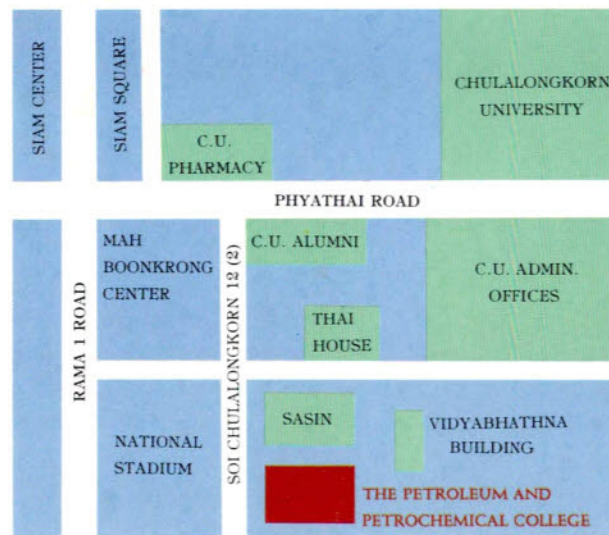 SIAM CENTER
SIAM SQUARE
CHULALONGKORN
UNIVERSITY
C.U.
PHARMACY
PHYATHAI ROAD
RAMA 1 ROAD
MAH
BOONKRONG
CENTER
SOI CHULALONGKORN 12 (2)
C.U. ALUMNI
C.U. ADMIN.
OFFICES
THAI
HOUSE
NATIONAL
STADIUM
SASIN
VIDYABHATHNA
BUILDING
THE PETROLEUM AND
PETROCHEMICAL COLLEGE